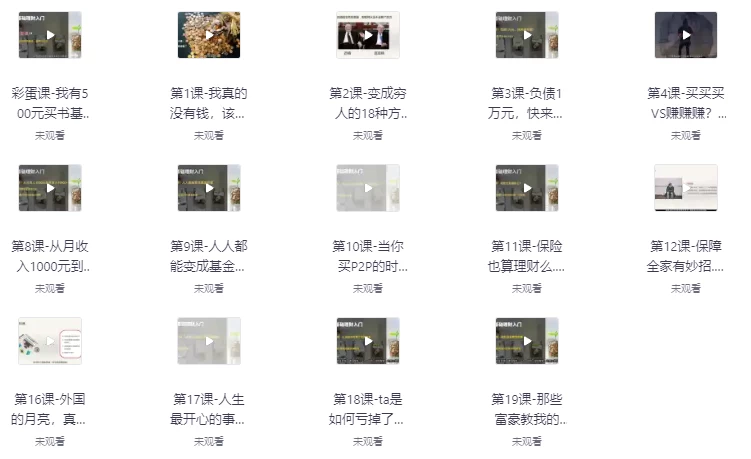 彩蛋课-我有5
00元买书基..
未观看
第1课-我真的
没有钱，该...
未观看
第2课-变成穷
人的18种方..
未观看
第3课-负债1
万元，快来...
未观看
第4课-买买买
VS赚赚赚？...
未观看
第8课-从月收
入1000元到..
未观看
第9课-人人都
能变成基金...
未观看
第10课-当你
买P2P的时...
未观看
第11课-保险
也算理财么....
未观看
第12课-保障
全家有妙招....
未观看
第16课-外国
的月亮，真...
未观看
第17课-人生
最开心的事...
未观看
第18课-ta是
如何亏掉了...
未观看
第19课-那些
富豪教我的...
未观看